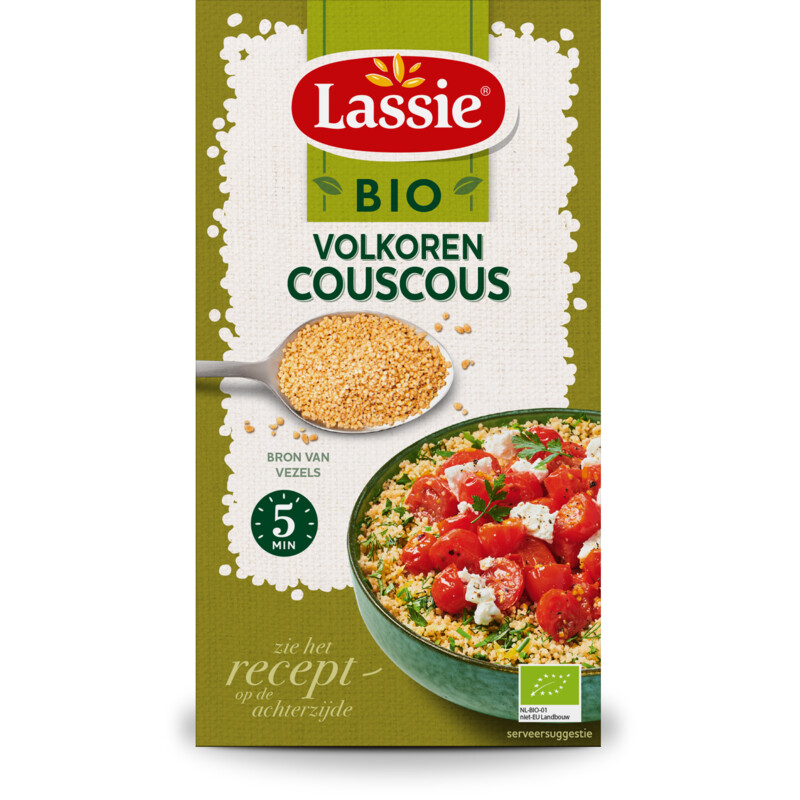 Lassie®
BIO
VOLKOREN
COUSCOUS
BRON VAN
VEZELS
5
MIN
zie het
recept
op de
achterzijde
NL-BIO-01
niet-EU Landbouw
serveersuggestie